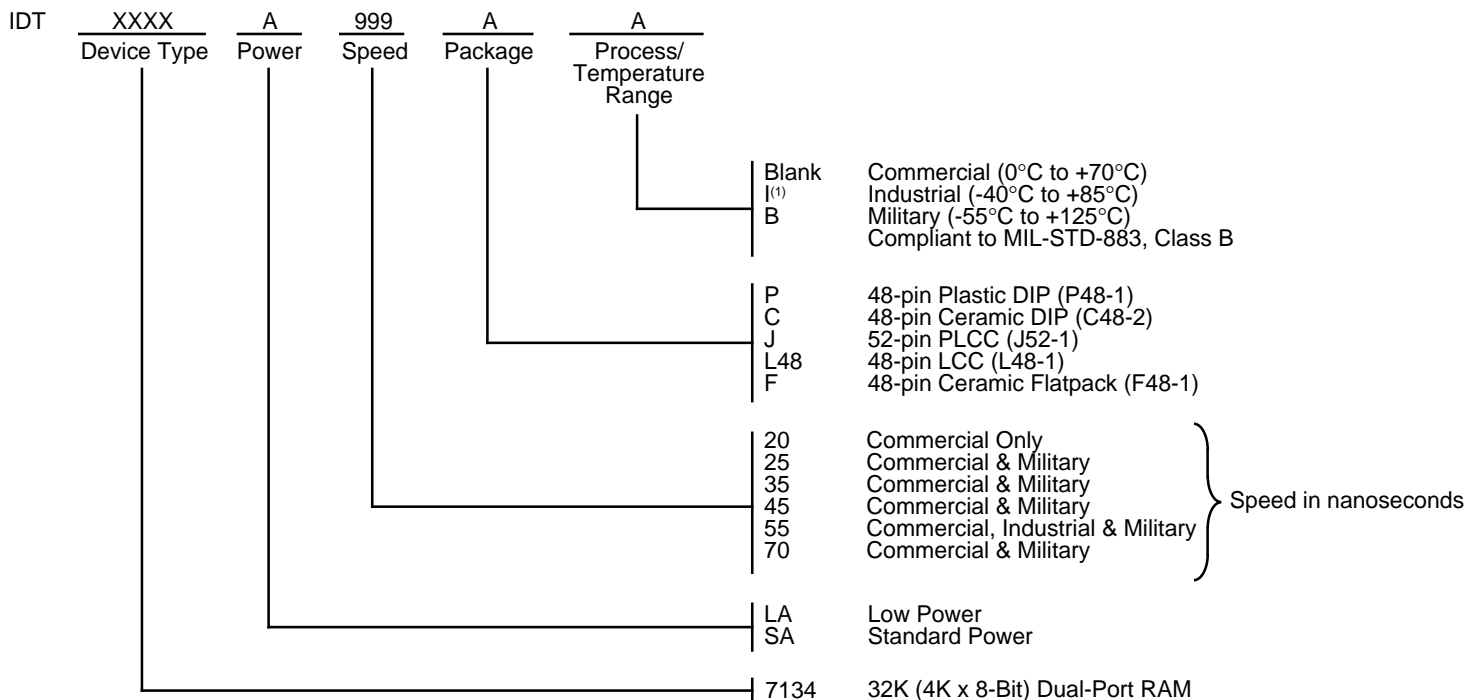 IDT XXXX A 999 A A
Device Type Power Speed Package Process/
Temperature
Range
Blank Commercial (0°C to +70°C)
I(1) Industrial (-40°C to +85°C)
B Military (-55°C to +125°C)
Compliant to MIL-STD-883, Class B
P 48-pin Plastic DIP (P48-1)
C 48-pin Ceramic DIP (C48-2)
J 52-pin PLCC (J52-1)
L48 48-pin LCC (L48-1)
F 48-pin Ceramic Flatpack (F48-1)
20 Commercial Only
25 Commercial & Military
35 Commercial & Military
45 Commercial & Military
55 Commercial, Industrial & Military
70 Commercial & Military
Speed in nanoseconds
LA Low Power
SA Standard Power
7134 32K (4K x 8-Bit) Dual-Port RAM